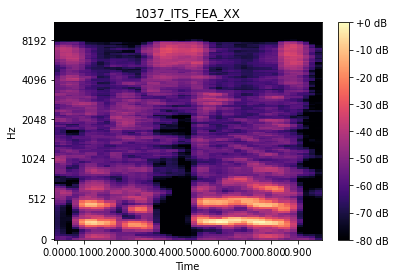 1037_ITS_FEA_XX
8192
4096
2048
1024
512
0
Hz
0.0000.1000.2000.3000.4000.5000.6000.7000.8000.900
Time
+0 dB
-10 dB
-20 dB
-30 dB
-40 dB
-50 dB
-60 dB
-70 dB
-80 dB